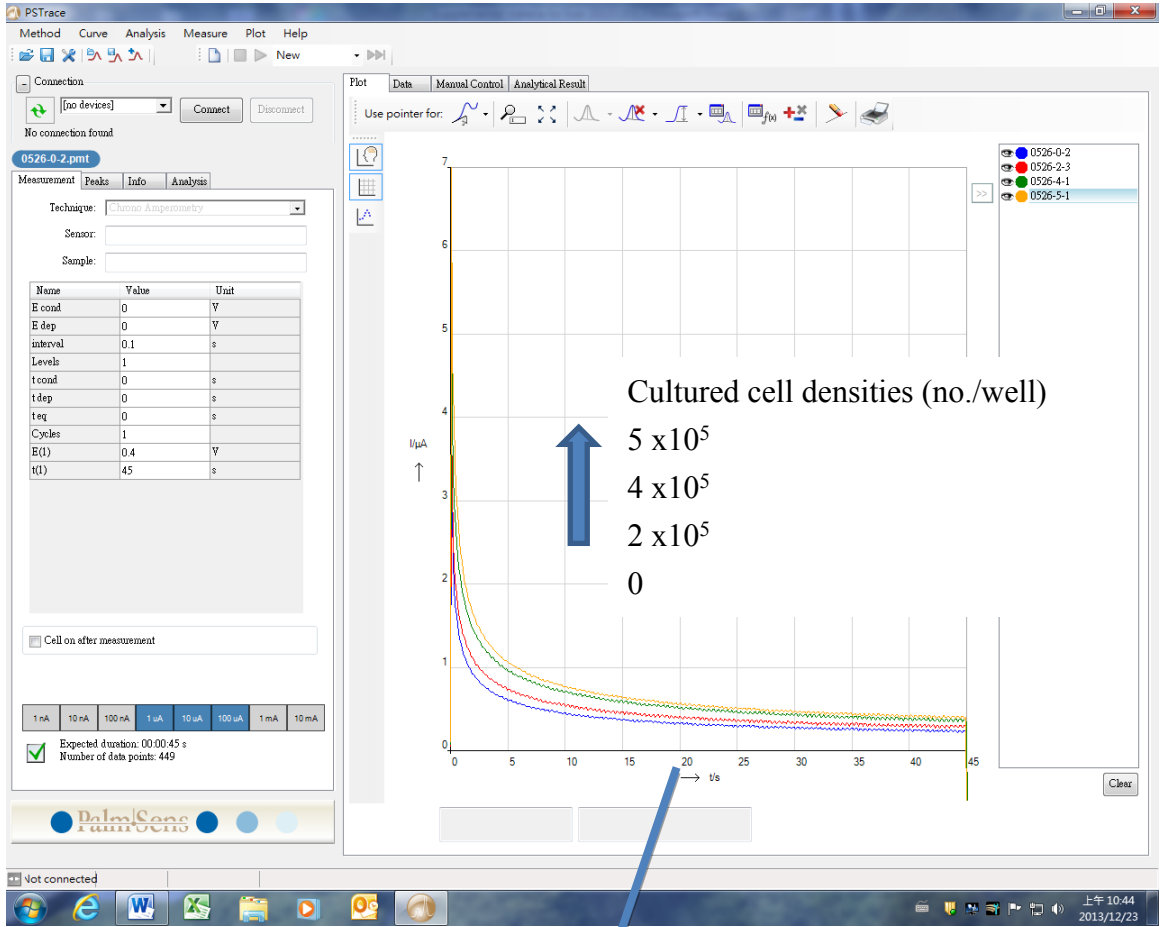 PSTrace
Method Curve Analysis Measure Plot Help
New
Connection
[no devices] Connect Disconnect
No connection found
0526-0-2.pmt
Measurement Peaks Info Analysis
Technique: Chrono Amperometry
Sensor:
Sample:
Name Value Unit
E cond 0 V
E dep 0 V
interval 0.1 s
Levels 1
t cond 0 s
t dep 0 s
t eq 0 s
Cycles 1
E(1) 0.4 V
t(1) 45 s
Cell on after measurement
1 nA 10 nA 100 nA 1 uA 10 uA 100 uA 1 mA 10 mA
Expected duration: 00:00:45 s
Number of data points: 449
PalmSens
Plot Data Manual Control Analytical Result
Use pointer for:
f(x)
>>
0526-0-2
0526-2-3
0526-4-1
0526-5-1
7
6
5
4
3
2
1
0
I/µA
Cultured cell densities (no./well)
5 x10⁵
4 x10⁵
2 x10⁵
0
0 5 10 15 20 25 30 35 40 45
t/s
Clear
Not connected
上午 10:44
2013/12/23